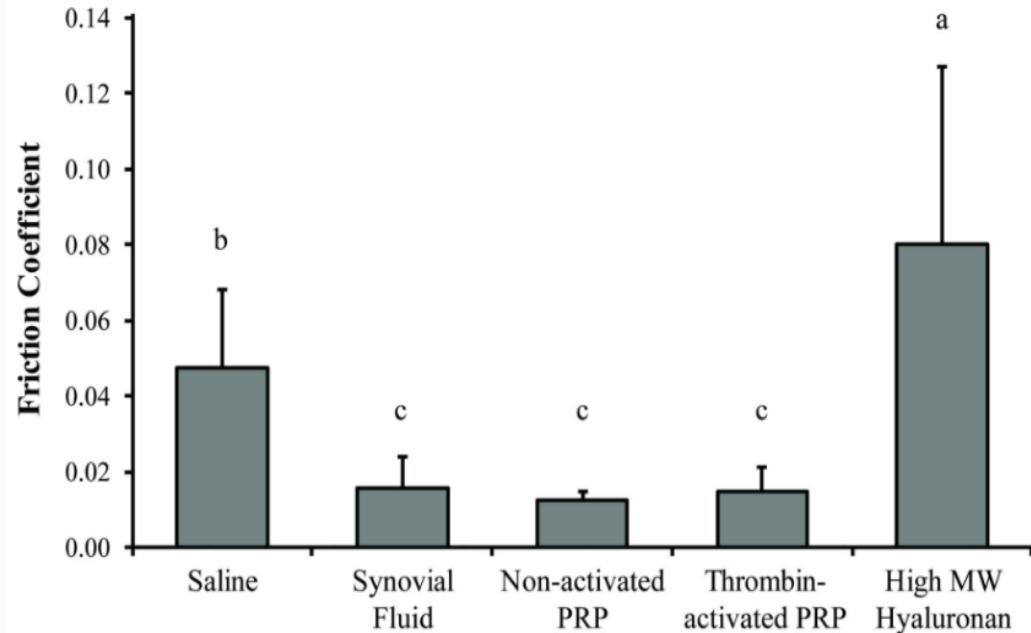 Friction Coefficient
0.14
0.12
0.10
0.08
0.06
0.04
0.02
0.00
b
c
c
c
a
Saline
Synovial
Fluid
Non-activated
PRP
Thrombin-
activated PRP
High MW
Hyaluronan